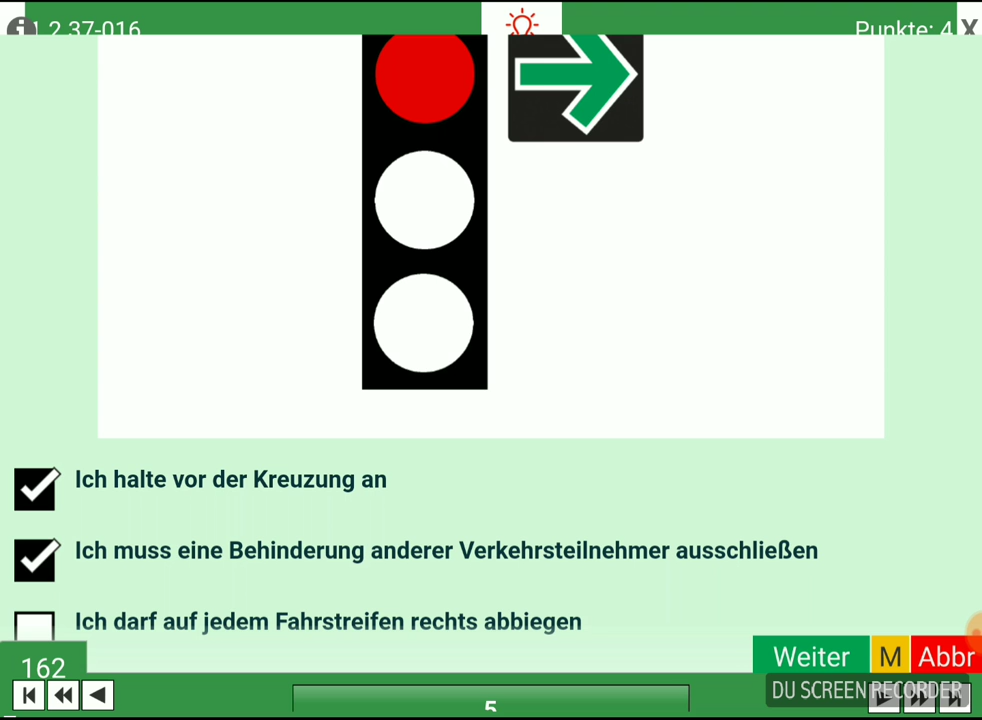 1.2.37-016
Punkte: 4 X
Ich halte vor der Kreuzung an
Ich muss eine Behinderung anderer Verkehrsteilnehmer ausschließen
Ich darf auf jedem Fahrstreifen rechts abbiegen
162
Weiter M Abbr
DU SCREEN RECORDER
5